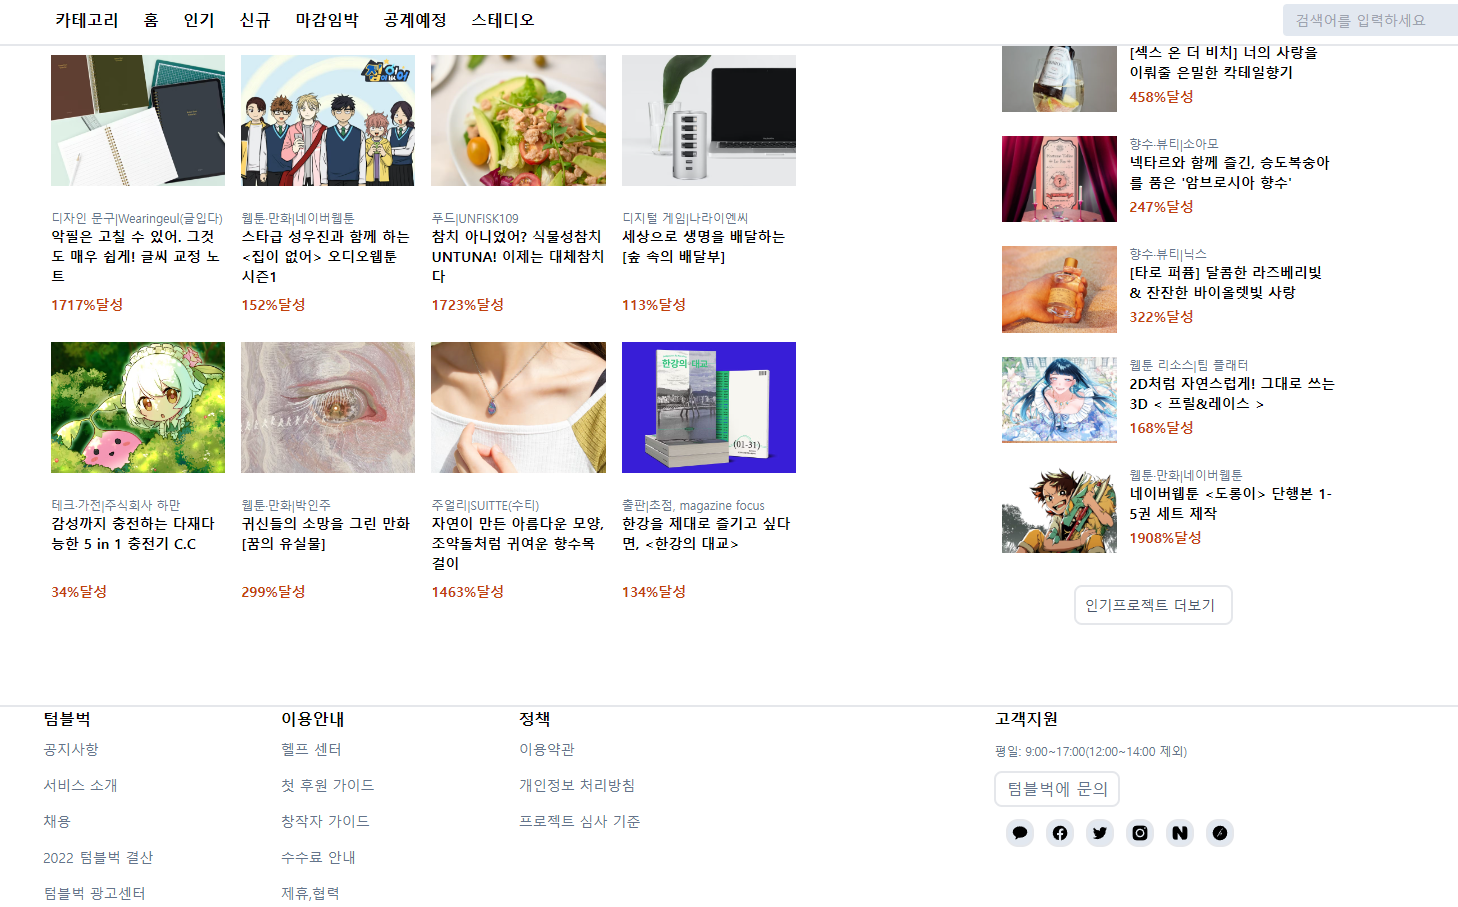 카테고리 홈 인기 신규 마감임박 공계예정 스테디오
검색어를 입력하세요
집이 없어
디자인 문구|Wearingeul(글입다)
악필은 고칠 수 있어. 그것
도 매우 쉽게! 글씨 교정 노
트
1717%달성
웹툰·만화|네이버웹툰
스타급 성우진과 함께 하는
<집이 없어> 오디오웹툰
시즌1
152%달성
푸드|UNFISK109
참치 아니었어? 식물성참치
UNTUNA! 이제는 대체참치
다
1723%달성
디지털 게임|나라이엔씨
세상으로 생명을 배달하는
[숲 속의 배달부]
113%달성
한강의 대교
(01-31)
테크·가전|주식회사 하만
감성까지 충전하는 다재다
능한 5 in 1 충전기 C.C
34%달성
웹툰·만화|박인주
귀신들의 소망을 그린 만화
[꿈의 유실물]
299%달성
주얼리|SUITTE(수티)
자연이 만든 아름다운 모양,
조약돌처럼 귀여운 향수목
걸이
1463%달성
출판|초점, magazine focus
한강을 제대로 즐기고 싶다
면, <한강의 대교>
134%달성
[섹스 온 더 비치] 너의 사랑을
이뤄줄 은밀한 칵테일향기
458%달성
향수·뷰티|소아모
넥타르와 함께 즐긴, 승도복숭아
를 품은 '암브로시아 향수'
247%달성
향수·뷰티|닉스
[타로 퍼퓸] 달콤한 라즈베리빛
& 잔잔한 바이올렛빛 사랑
322%달성
웹툰 리소스|팀 플래터
2D처럼 자연스럽게! 그대로 쓰는
3D < 프릴&레이스 >
168%달성
웹툰·만화|네이버웹툰
네이버웹툰 <도롱이> 단행본 1-
5권 세트 제작
1908%달성
인기프로젝트 더보기
텀블벅
공지사항
서비스 소개
채용
2022 텀블벅 결산
텀블벅 광고센터
이용안내
헬프 센터
첫 후원 가이드
창작자 가이드
수수료 안내
제휴,협력
정책
이용약관
개인정보 처리방침
프로젝트 심사 기준
고객지원
평일: 9:00~17:00(12:00~14:00 제외)
텀블벅에 문의